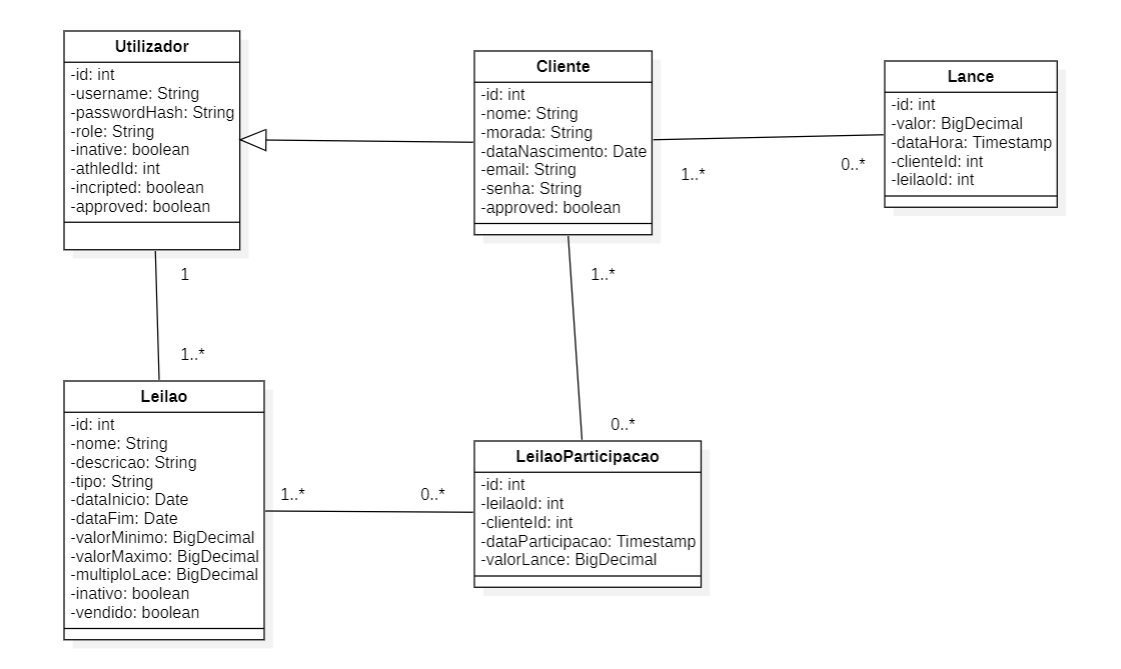 Utilizador
-id: int
-username: String
-passwordHash: String
-role: String
-inative: boolean
-athledId: int
-incripted: boolean
-approved: boolean
Cliente
-id: int
-nome: String
-morada: String
-dataNascimento: Date
-email: String
-senha: String
-approved: boolean
Lance
-id: int
-valor: BigDecimal
-dataHora: Timestamp
-clienteId: int
-leilaoId: int
1..*
0..*
1
1..*
1..*
0..*
Leilao
-id: int
-nome: String
-descricao: String
-tipo: String
-dataInicio: Date
-dataFim: Date
-valorMinimo: BigDecimal
-valorMaximo: BigDecimal
-multiploLace: BigDecimal
-inativo: boolean
-vendido: boolean
1..*
0..*
LeilaoParticipacao
-id: int
-leilaoId: int
-clienteId: int
-dataParticipacao: Timestamp
-valorLance: BigDecimal